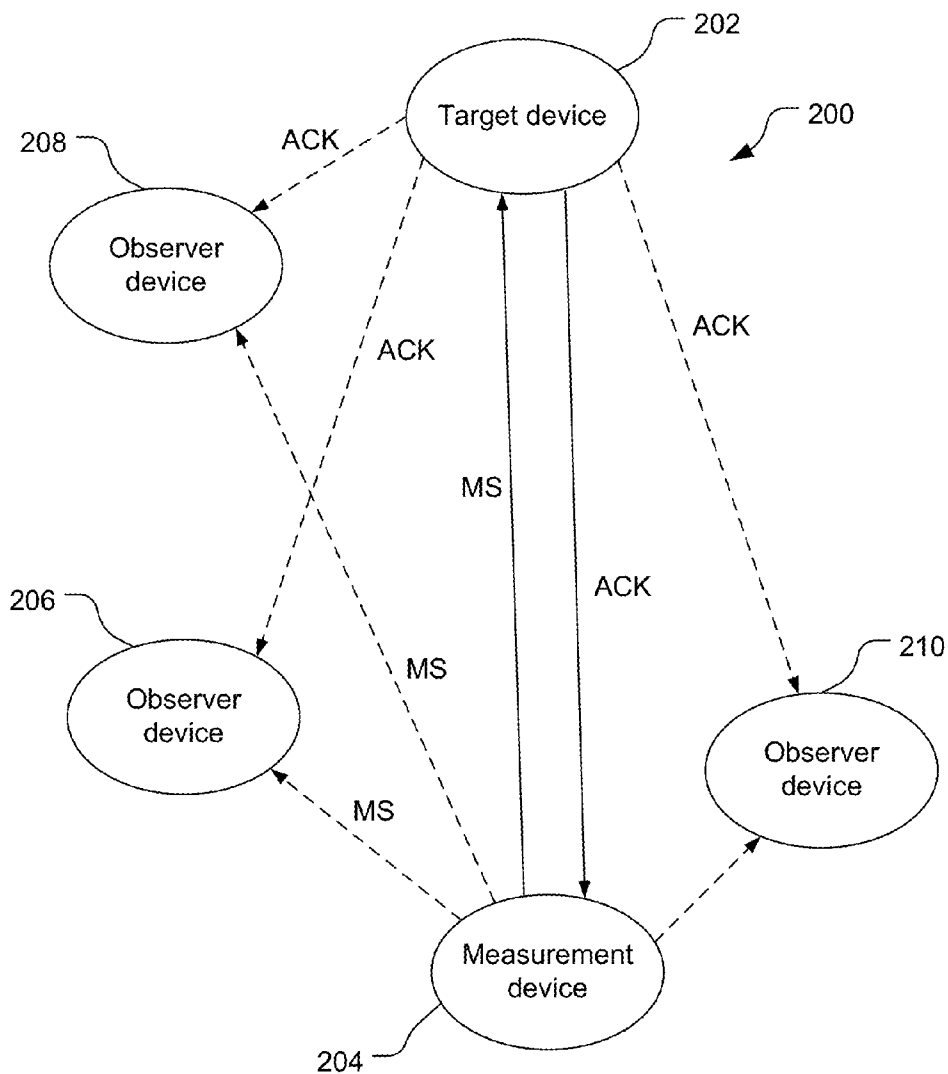 202
Target device
200
ACK
208
Observer
device
ACK
ACK
MS
ACK
206
MS
210
Observer
device
Observer
device
MS
Measurement
device
204